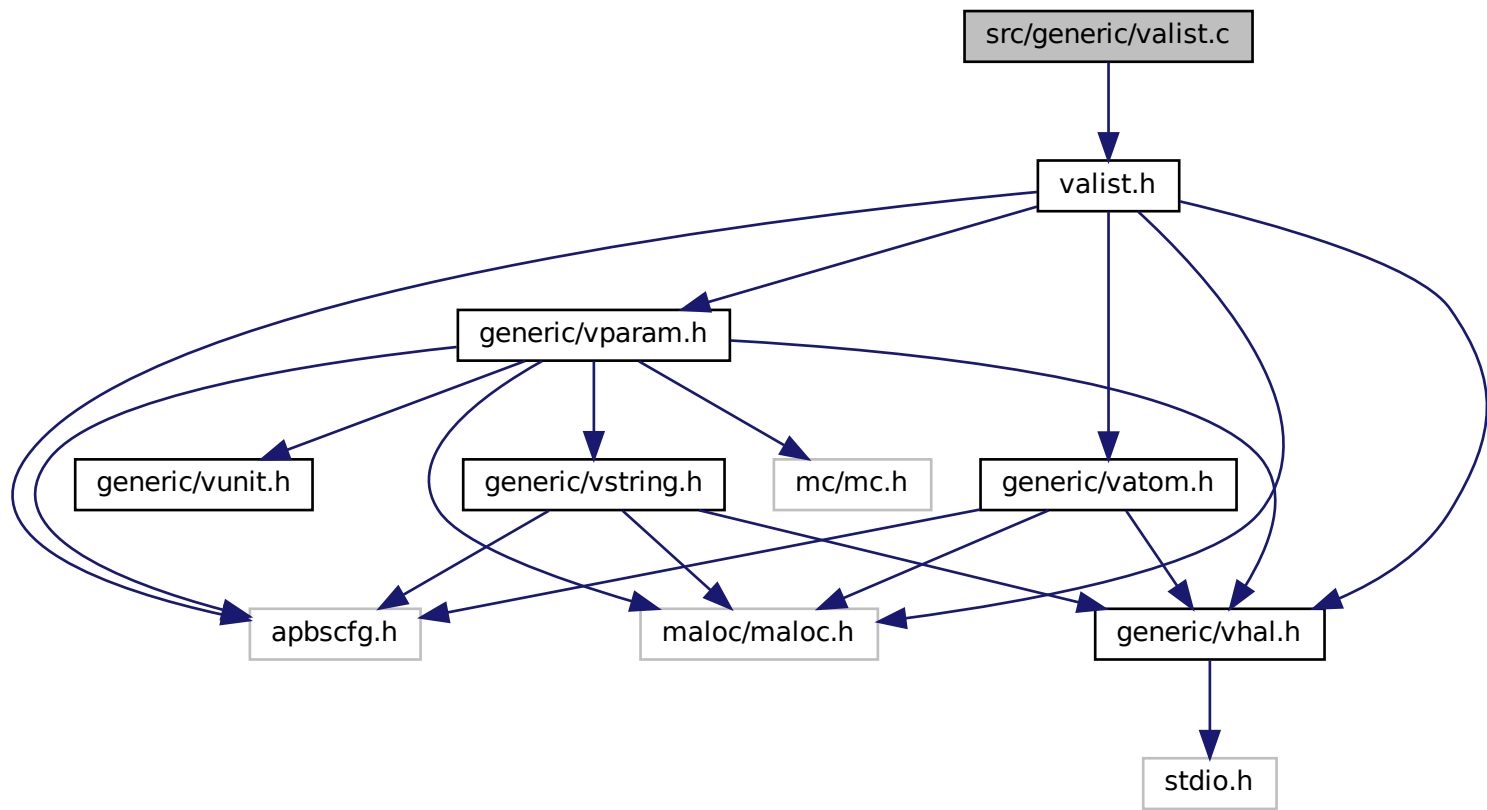 src/generic/valist.c
valist.h
generic/vparam.h
generic/vunit.h
generic/vstring.h
mc/mc.h
generic/vatom.h
apbscfg.h
maloc/maloc.h
generic/vhal.h
stdio.h